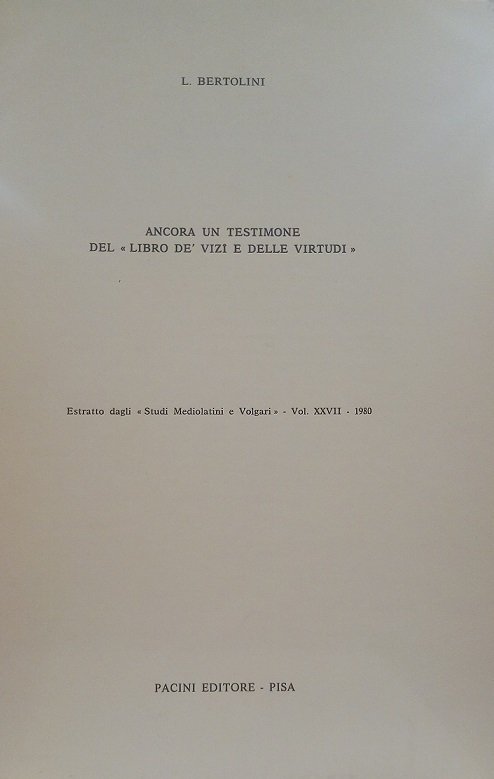 L. BERTOLINI
ANCORA UN TESTIMONE
DEL « LIBRO DE' VIZÎ E DELLE VIRTUDI »
Estratto dagli « Studi Mediolatini e Volgari » - Vol. XXVII - 1980
PACINI EDITORE - PISA